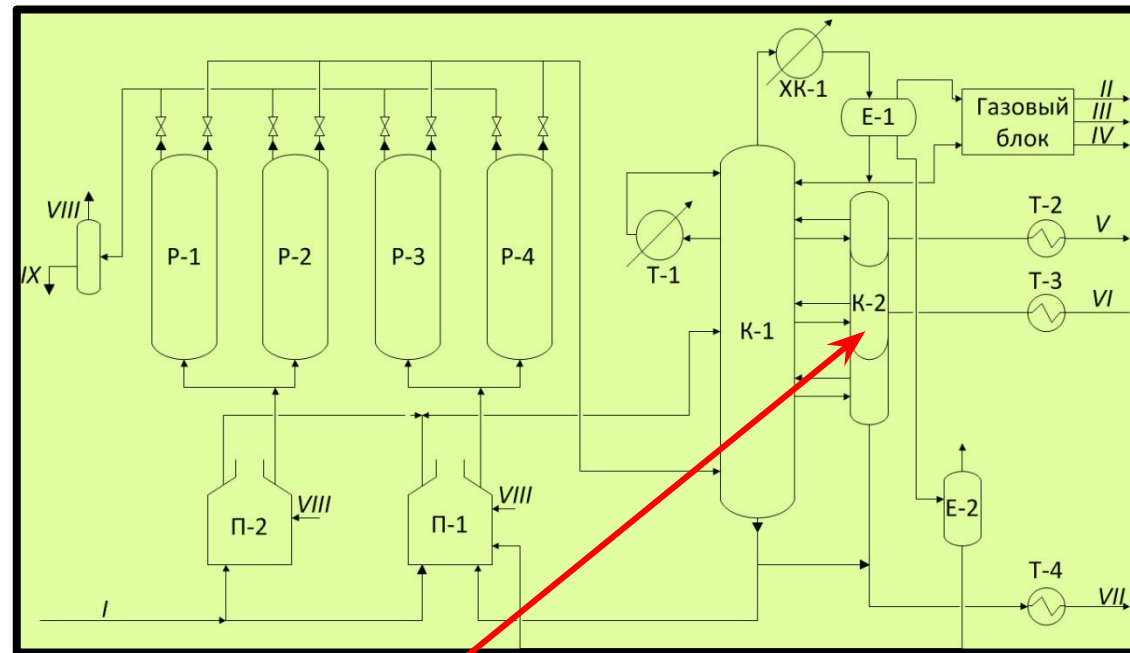 ХК-1
Е-1
Газовый
блок
II
III
IV
VIII
IX
Р-1
Р-2
Р-3
Р-4
Т-1
К-1
К-2
Т-2
V
Т-3
VI
П-2
VIII
П-1
VIII
Е-2
I
Т-4
VII